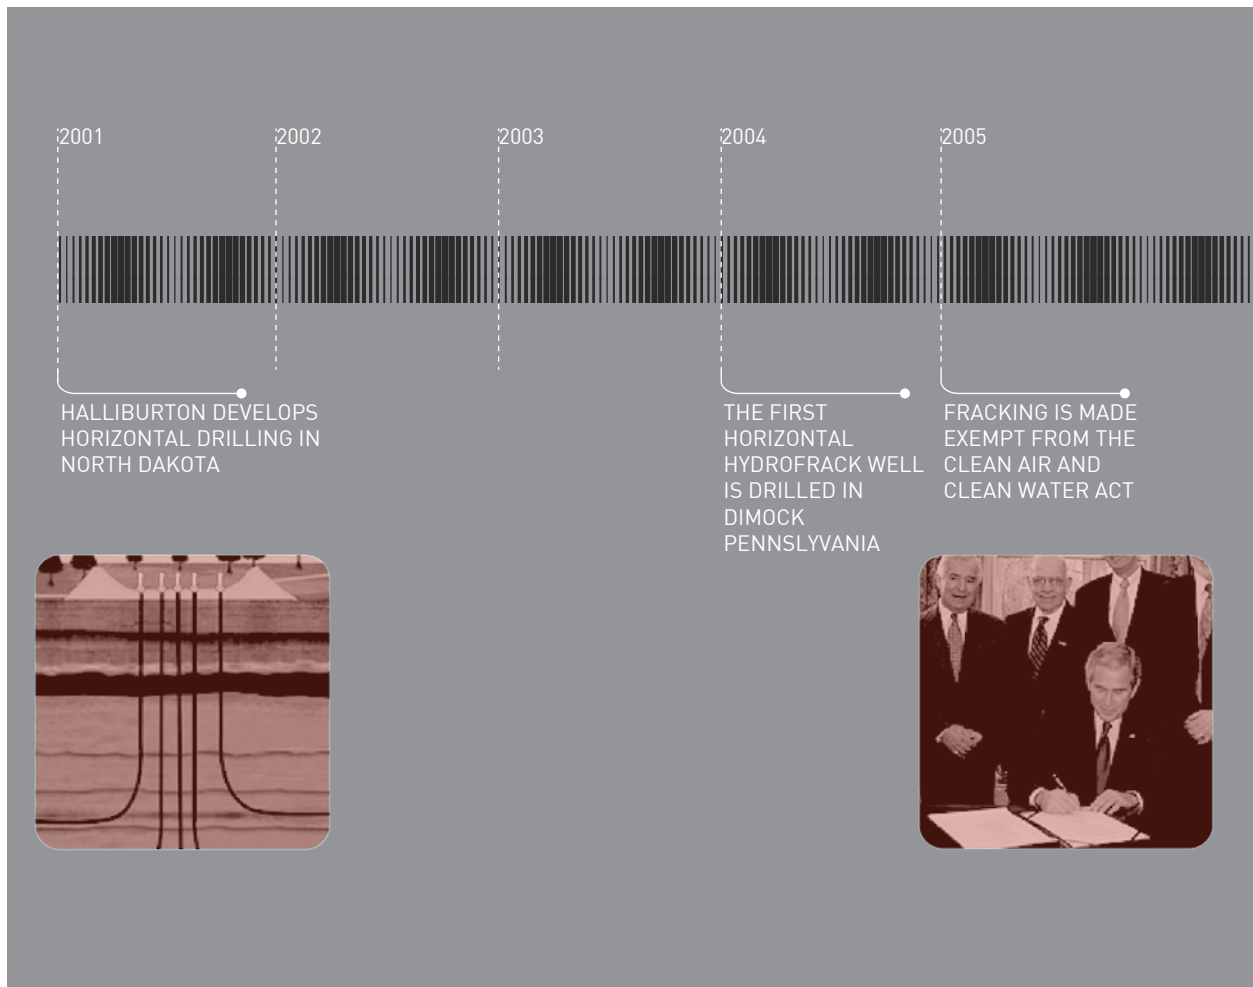 2001
2002
2003
2004
2005
HALLIBURTON DEVELOPS
HORIZONTAL DRILLING IN
NORTH DAKOTA
THE FIRST
HORIZONTAL
HYDROFRACK WELL
IS DRILLED IN
DIMOCK
PENNSLYVANIA
FRACKING IS MADE
EXEMPT FROM THE
CLEAN AIR AND
CLEAN WATER ACT